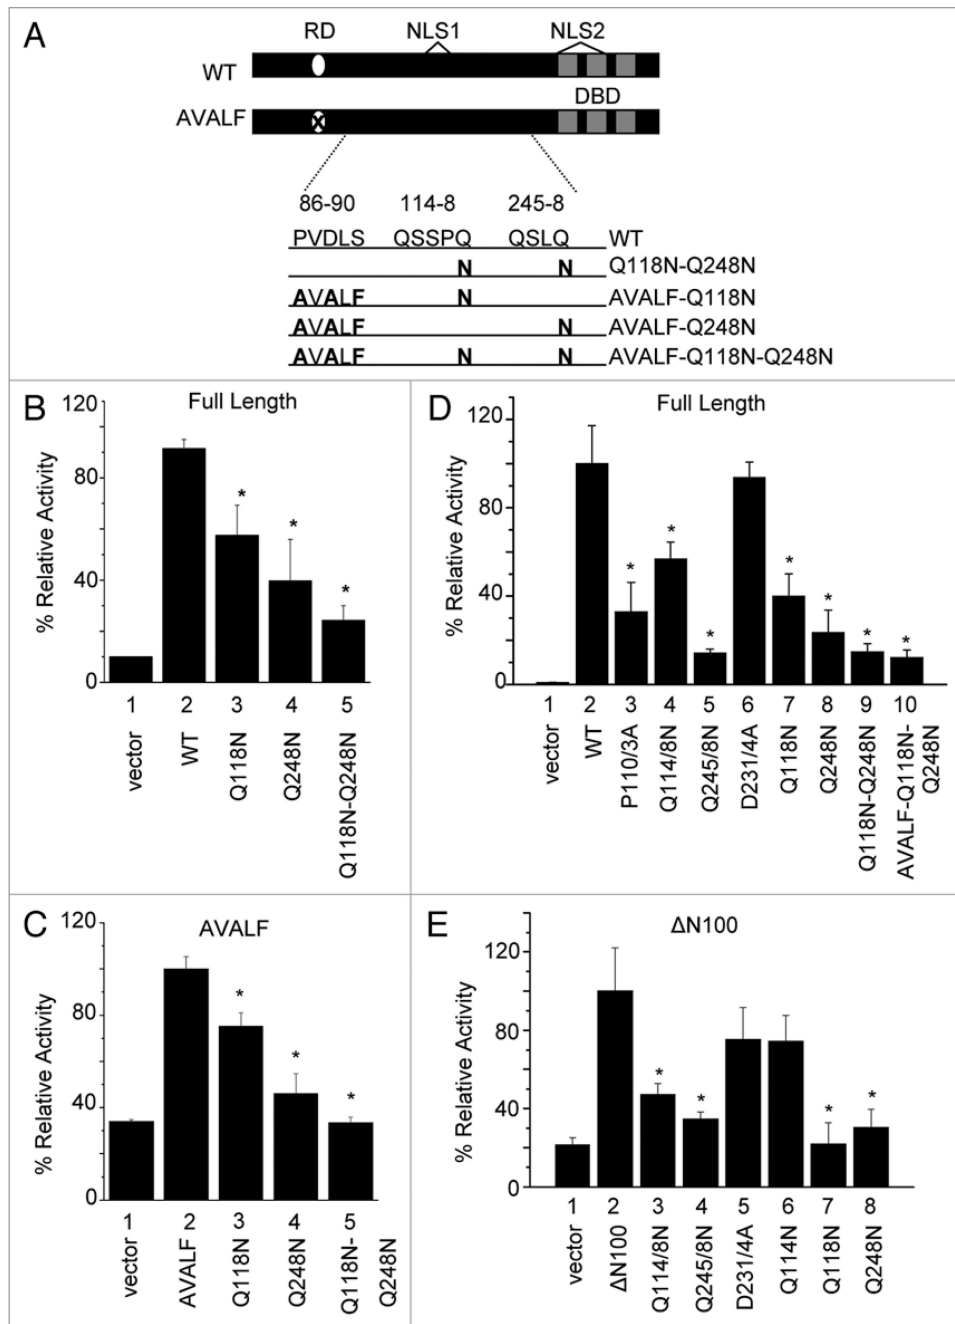 A
RD NLS1 NLS2
WT
DBD
AVALF
86-90 114-8 245-8
PVDLS QSSPQ QSLQ WT
N N Q118N-Q248N
AVALF N AVALF-Q118N
AVALF N AVALF-Q248N
AVALF N N AVALF-Q118N-Q248N
B
Full Length
% Relative Activity
120
80
40
0
* * *
1 2 3 4 5
vector
WT
Q118N
Q248N
Q118N-Q248N
D
Full Length
% Relative Activity
120
80
40
0
* * * * * * *
1 2 3 4 5 6 7 8 9 10
vector
WT
P110/3A
Q114/8N
Q245/8N
D231/4A
Q118N
Q248N
Q118N-Q248N
AVALF-Q118N-
Q248N
C
AVALF
% Relative Activity
120
80
40
0
* * *
1 2 3 4 5
vector
AVALF
Q118N
Q248N
Q118N-
Q248N
E
ΔN100
% Relative Activity
120
80
40
0
* * * *
1 2 3 4 5 6 7 8
vector
ΔN100
Q114/8N
Q245/8N
D231/4A
Q114N
Q118N
Q248N